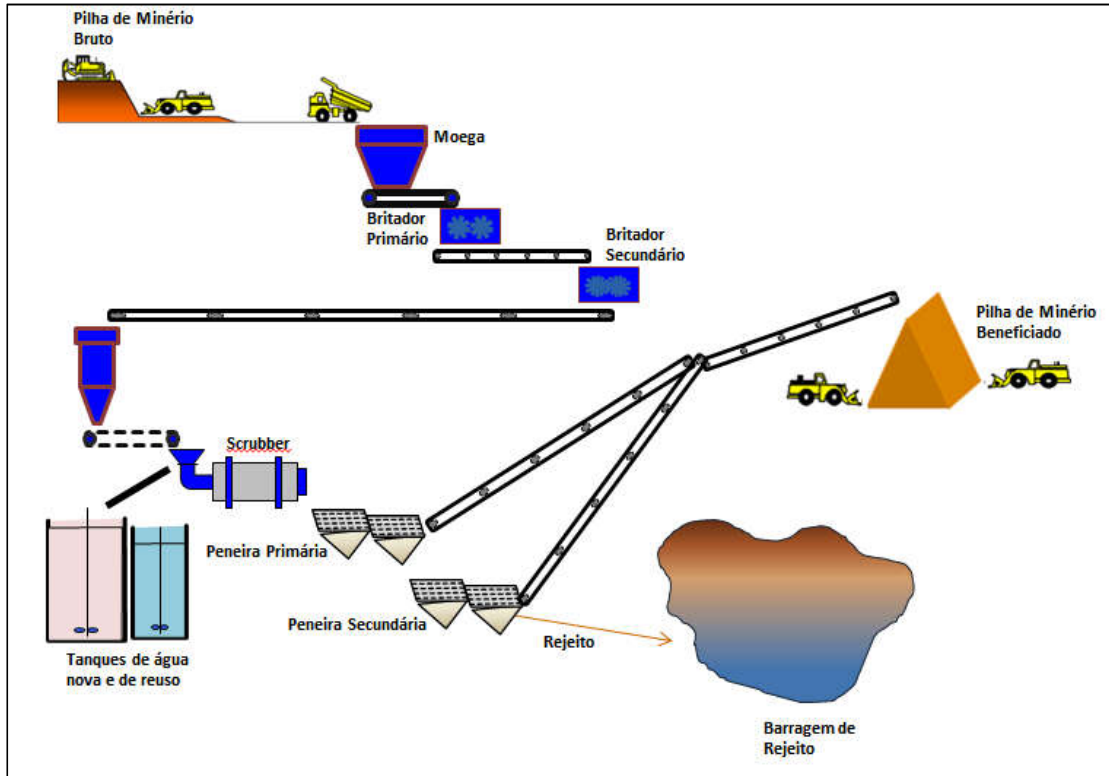 Pilha de Minério
Bruto
Moega
Britador
Primário
Britador
Secundário
Pilha de Minério
Beneficiado
Scrubber
Peneira Primária
Peneira Secundária
Rejeito
Tanques de água
nova e de reuso
Barragem de
Rejeito